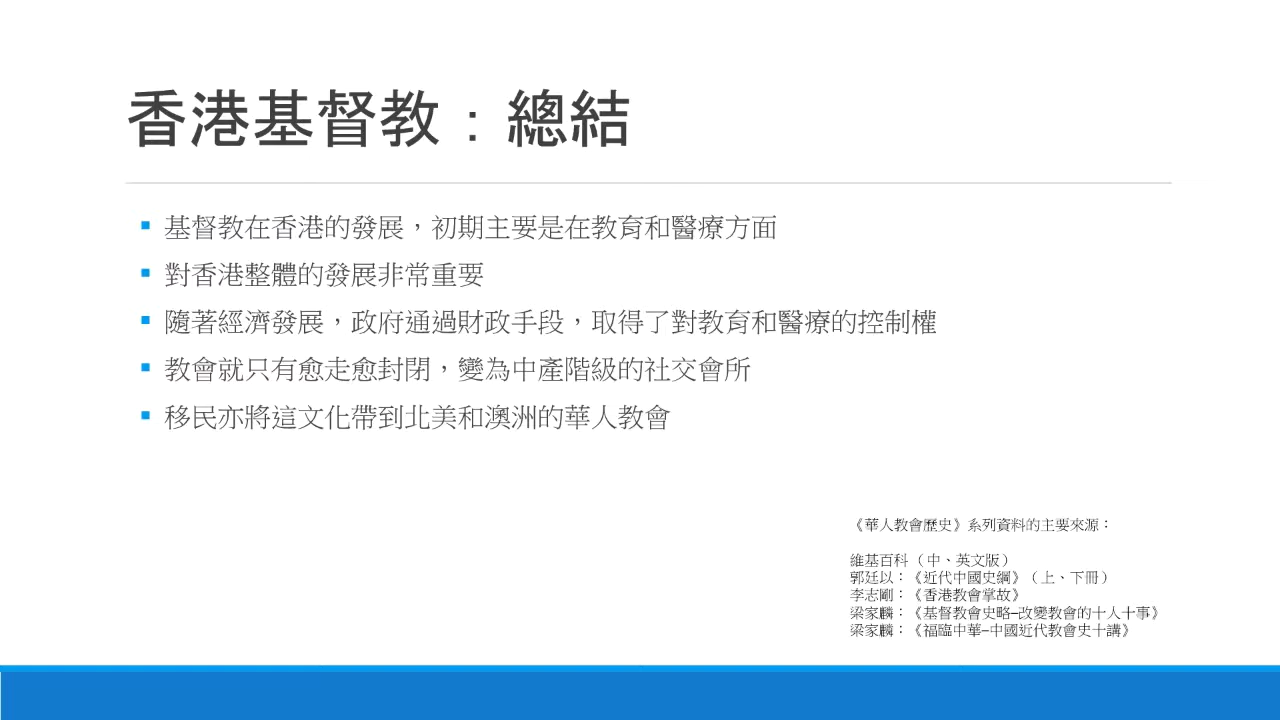 香港基督教：總結
▪ 基督教在香港的發展，初期主要是在教育和醫療方面
▪ 對香港整體的發展非常重要
▪ 隨著經濟發展，政府通過財政手段，取得了對教育和醫療的控制權
▪ 教會就只有愈走愈封閉，變為中產階級的社交會所
▪ 移民亦將這文化帶到北美和澳洲的華人教會
《華人教會歷史》系列資料的主要來源：
維基百科（中、英文版）
郭廷以：《近代中國史綱》（上、下冊）
李志剛：《香港教會掌故》
梁家麟：《基督教會史略─改變教會的十人十事》
梁家麟：《福臨中華─中國近代教會史十講》